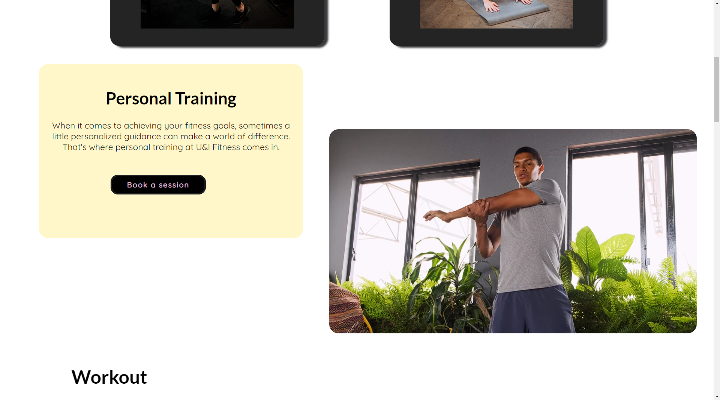 Personal Training
When it comes to achieving your fitness goals, sometimes a
little personalized guidance can make a world of difference.
That's where personal training at U&I Fitness comes in.
Book a session
Workout